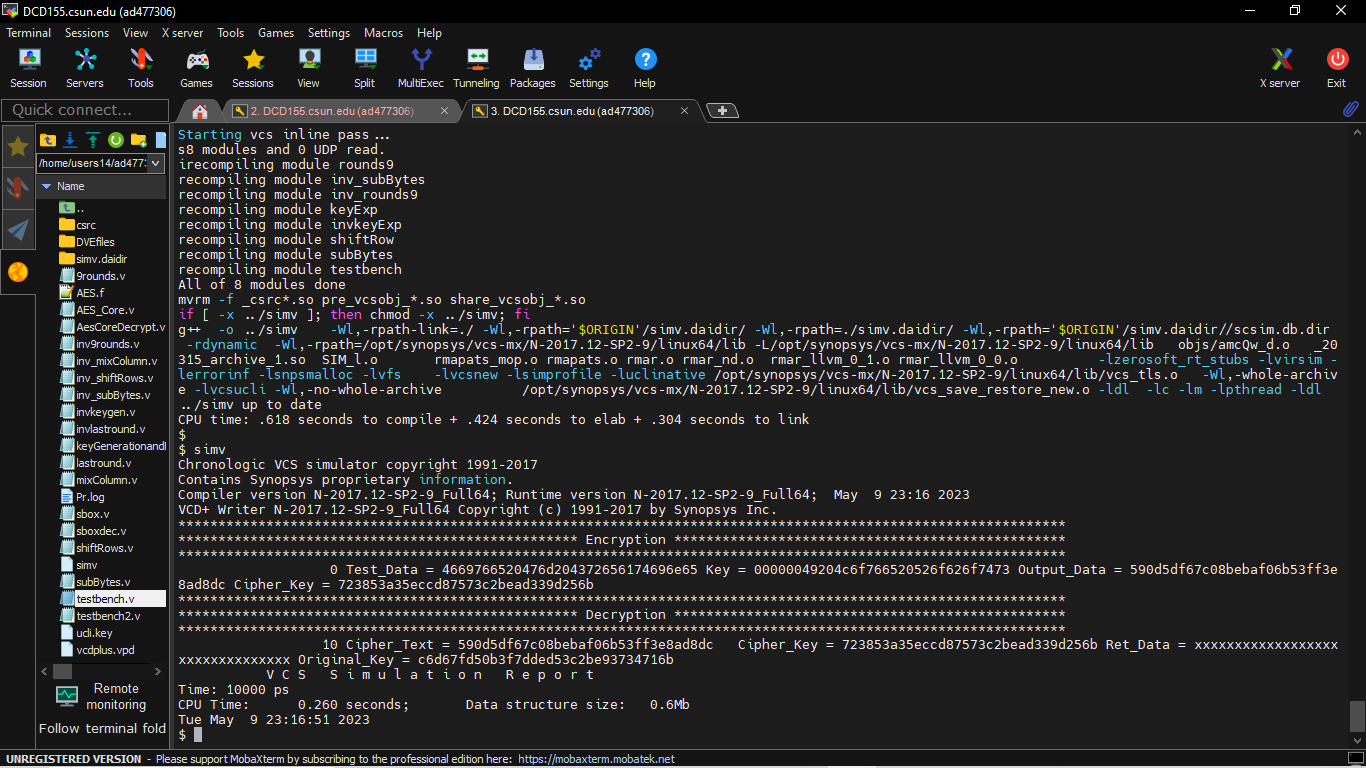 DCD155.csun.edu (ad477306)
Terminal Sessions View X server Tools Games Settings Macros Help
Session Servers Tools Games Sessions View Split MultiExec Tunneling Packages Settings Help X server Exit
Quick connect... 2. DCD155.csun.edu (ad477306) 3. DCD155.csun.edu (ad477306)
/home/users14/ad477
Name
..
csrc
DVEfiles
simv.daidir
9rounds.v
AES.f
AES_Core.v
AesCoreDecrypt.v
inv9rounds.v
inv_mixColumn.v
inv_shiftRows.v
inv_subBytes.v
invkeygen.v
invlastround.v
keyGenerationand
lastround.v
mixColumn.v
Pr.log
sbox.v
sboxdec.v
shiftRows.v
simv
subBytes.v
testbench.v
testbench2.v
ucli.key
vcdplus.vpd
Remote
monitoring
Follow terminal fold
Starting vcs inline pass...
s8 modules and 0 UDP read.
irecompiling module rounds9
recompiling module inv_subBytes
recompiling module inv_rounds9
recompiling module keyExp
recompiling module invkeyExp
recompiling module shiftRow
recompiling module subBytes
recompiling module testbench
All of 8 modules done
mvrm -f _csrc*.so pre_vcsobj_*.so share_vcsobj_*.so
if [ -x ../simv ]; then chmod -x ../simv; fi
g++ -o ../simv -Wl,-rpath-link=./ -Wl,-rpath='$ORIGIN'/simv.daidir/ -Wl,-rpath=./simv.daidir/ -Wl,-rpath='$ORIGIN'/simv.daidir//scsim.db.dir
-rdynamic -Wl,-rpath=/opt/synopsys/vcs-mx/N-2017.12-SP2-9/linux64/lib -L/opt/synopsys/vcs-mx/N-2017.12-SP2-9/linux64/lib objs/amcQw_d.o _20
315_archive_1.so SIM_l.o rmapats_mop.o rmapats.o rmar.o rmar_nd.o rmar_llvm_0_1.o rmar_llvm_0_0.o -lzerosoft_rt_stubs -lvirsim -
lerrorinf -lsnpsmalloc -lvfs -lvcsnew -lsimprofile -luclinative /opt/synopsys/vcs-mx/N-2017.12-SP2-9/linux64/lib/vcs_tls.o -Wl,-whole-archiv
e -lvcsucli -Wl,-no-whole-archive /opt/synopsys/vcs-mx/N-2017.12-SP2-9/linux64/lib/vcs_save_restore_new.o -ldl -lc -lm -lpthread -ldl
../simv up to date
CPU time: .618 seconds to compile + .424 seconds to elab + .304 seconds to link
$
$ simv
Chronologic VCS simulator copyright 1991-2017
Contains Synopsys proprietary information.
Compiler version N-2017.12-SP2-9_Full64; Runtime version N-2017.12-SP2-9_Full64; May 9 23:16 2023
VCD+ Writer N-2017.12-SP2-9_Full64 Copyright (c) 1991-2017 by Synopsys Inc.
***************************************************************************************************************
************************************************** Encryption *************************************************
***************************************************************************************************************
0 Test_Data = 4669766520476d204372656174696e65 Key = 00000049204c6f766520526f626f7473 Output_Data = 590d5df67c08bebaf06b53ff3e
8ad8dc Cipher_Key = 723853a35eccd87573c2bead339d256b
***************************************************************************************************************
************************************************** Decryption *************************************************
***************************************************************************************************************
10 Cipher_Text = 590d5df67c08bebaf06b53ff3e8ad8dc Cipher_Key = 723853a35eccd87573c2bead339d256b Ret_Data = xxxxxxxxxxxxxxxxxx
xxxxxxxxxxxxxx Original_Key = c6d67fd50b3f7dded53c2be93734716b
V C S S i m u l a t i o n R e p o r t
Time: 10000 ps
CPU Time: 0.260 seconds; Data structure size: 0.6Mb
Tue May 9 23:16:51 2023
$
UNREGISTERED VERSION - Please support MobaXterm by subscribing to the professional edition here: https://mobaxterm.mobatek.net